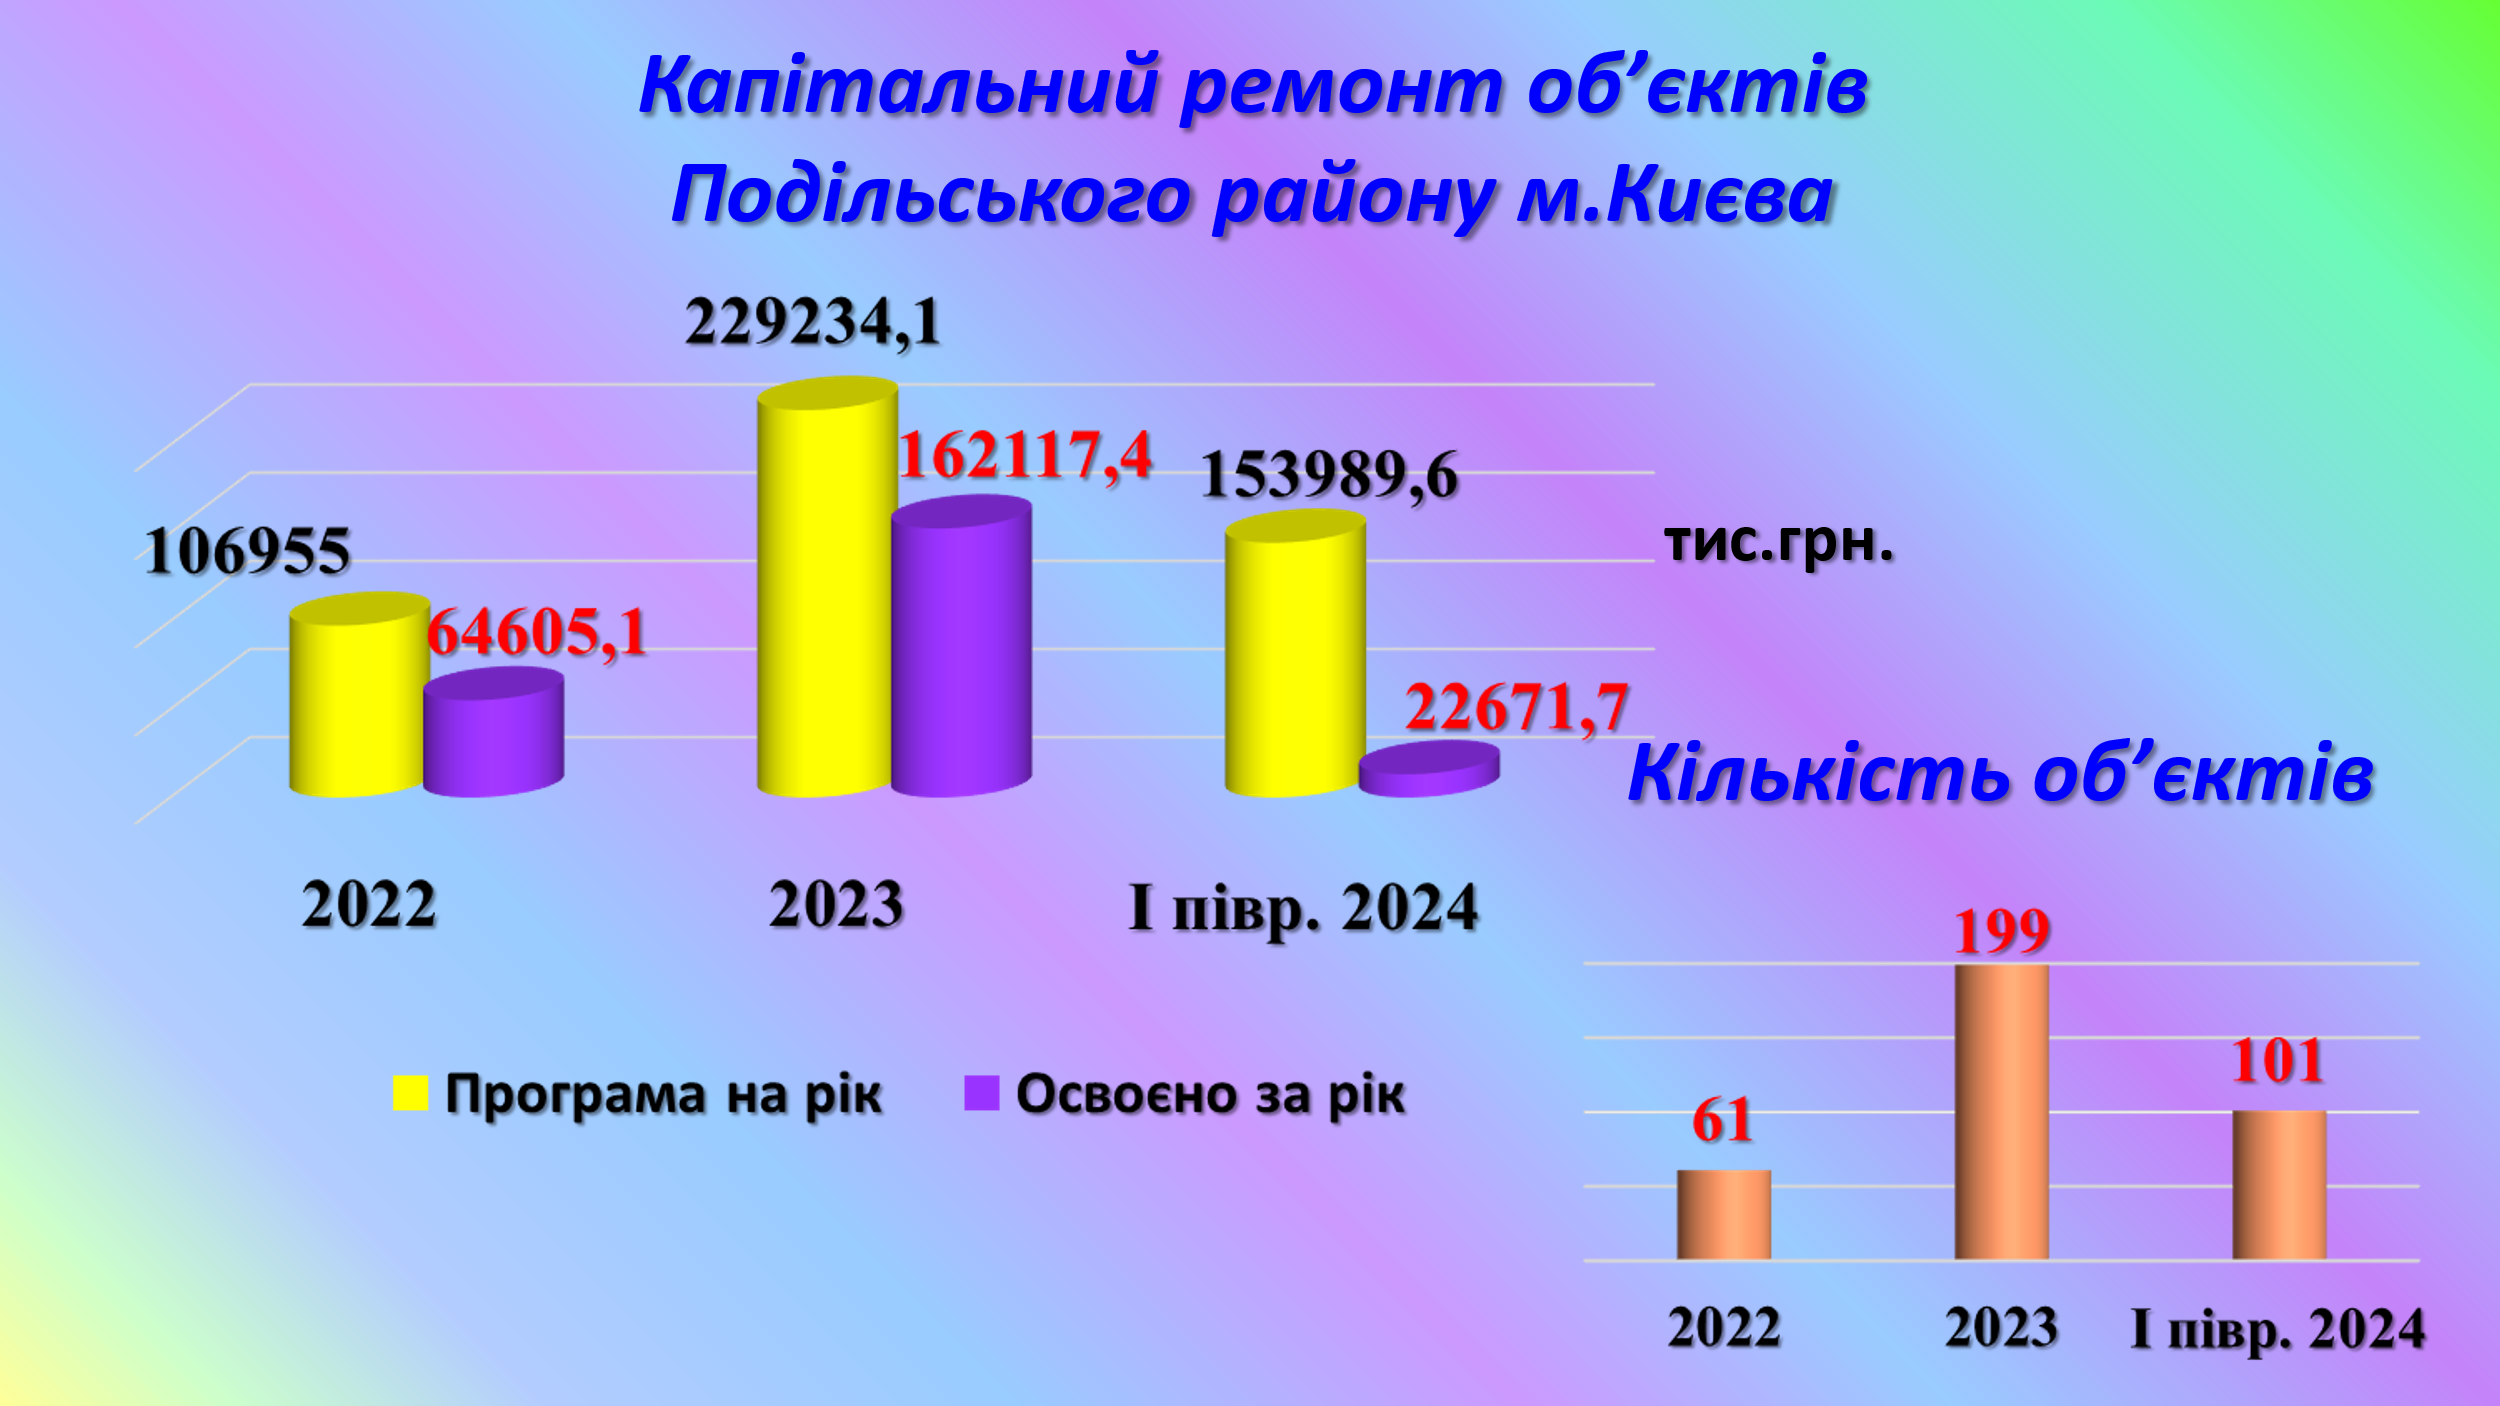 Капітальний ремонт об’єктів
Подільського району м.Києва
229234,1
162117,4
153989,6
106955
тис.грн.
64605,1
22671,7
2022
2023
І півр. 2024
Програма на рік
Освоєно за рік
Кількість об’єктів
199
101
61
2022
2023
І півр. 2024